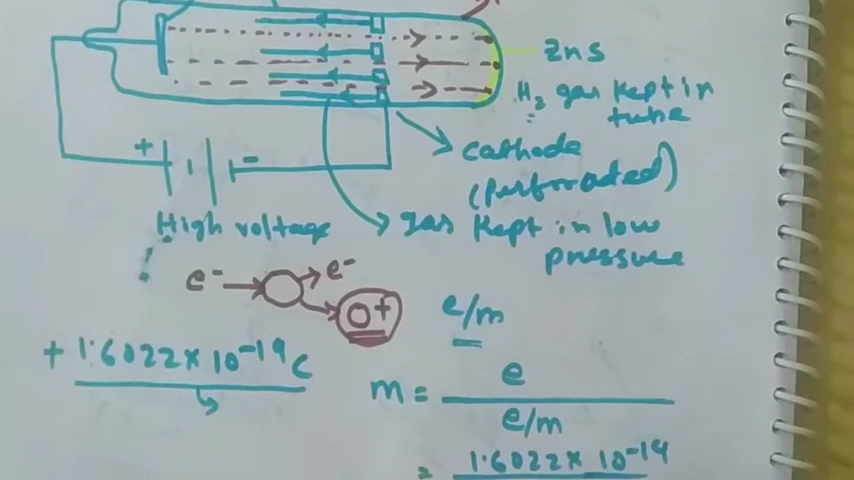 ZnS
H2 gas kept in
tube
cathode
(perforated)
+ -
High voltage
gas kept in low
pressure
e- e-
O+
e/m
+ 1.6022 x 10-19 C
m = e
e/m
= 1.6022 x 10-19